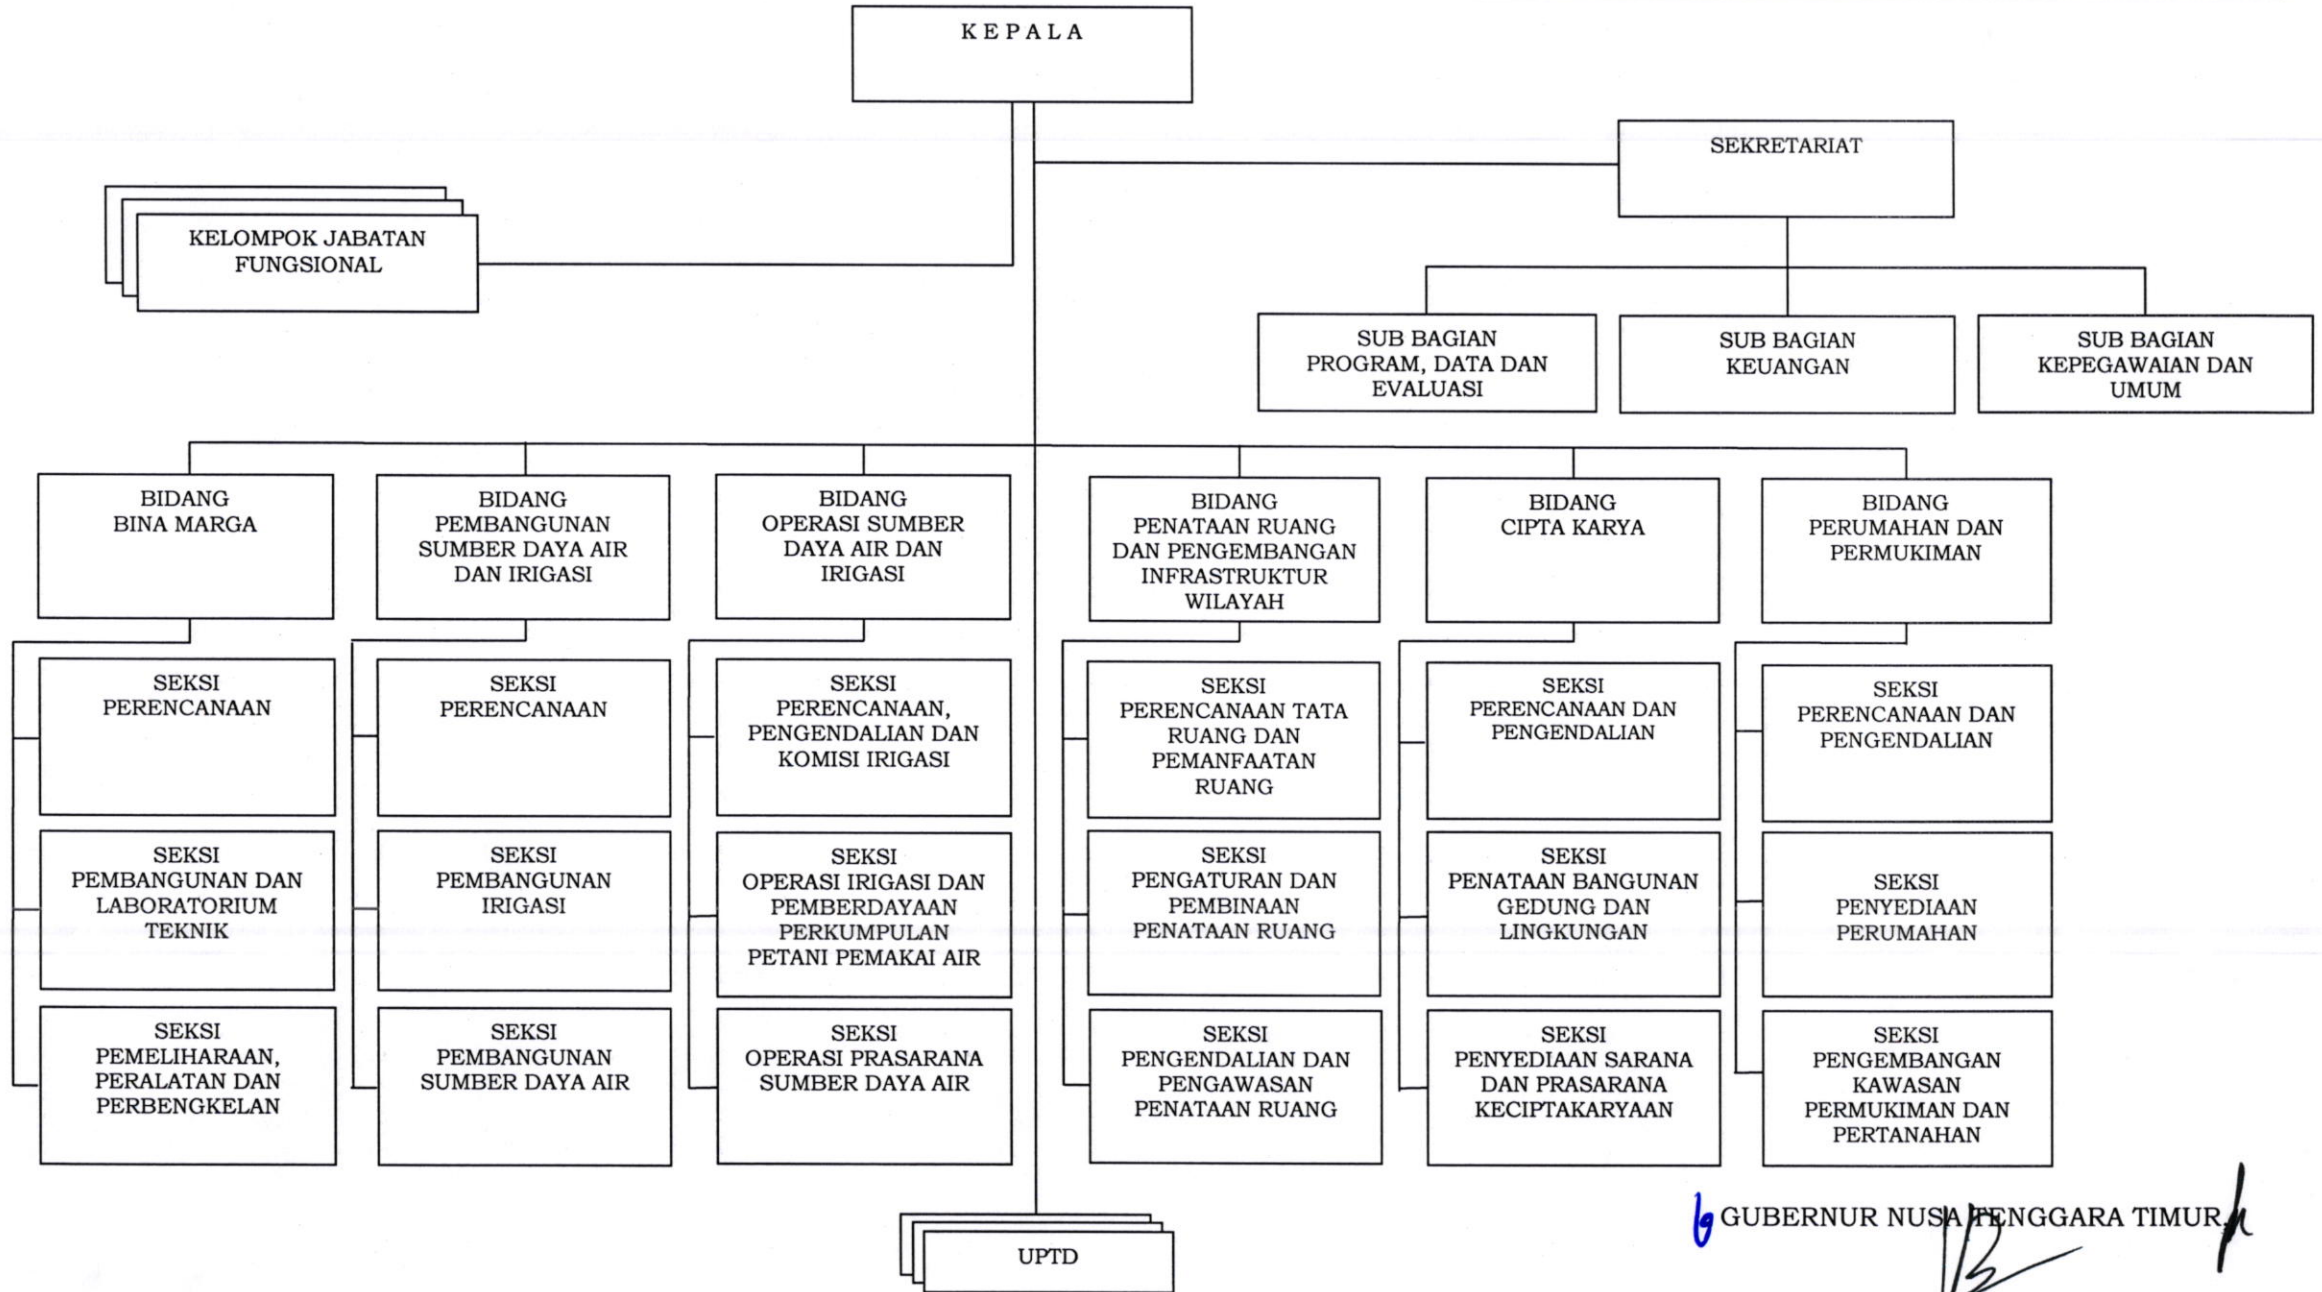 K E P A L A
SEKRETARIAT
KELOMPOK JABATAN
FUNGSIONAL
SUB BAGIAN
PROGRAM, DATA DAN
EVALUASI
SUB BAGIAN
KEUANGAN
SUB BAGIAN
KEPEGAWAIAN DAN
UMUM
BIDANG
BINA MARGA
BIDANG
PEMBANGUNAN
SUMBER DAYA AIR
DAN IRIGASI
BIDANG
OPERASI SUMBER
DAYA AIR DAN
IRIGASI
BIDANG
PENATAAN RUANG
DAN PENGEMBANGAN
INFRASTRUKTUR
WILAYAH
BIDANG
CIPTA KARYA
BIDANG
PERUMAHAN DAN
PERMUKIMAN
SEKSI
PERENCANAAN
SEKSI
PERENCANAAN
SEKSI
PERENCANAAN,
PENGENDALIAN DAN
KOMISI IRIGASI
SEKSI
PERENCANAAN TATA
RUANG DAN
PEMANFAATAN
RUANG
SEKSI
PERENCANAAN DAN
PENGENDALIAN
SEKSI
PERENCANAAN DAN
PENGENDALIAN
SEKSI
PEMBANGUNAN DAN
LABORATORIUM
TEKNIK
SEKSI
PEMBANGUNAN
IRIGASI
SEKSI
OPERASI IRIGASI DAN
PEMBERDAYAAN
PERKUMPULAN
PETANI PEMAKAI AIR
SEKSI
PENGATURAN DAN
PEMBINAAN
PENATAAN RUANG
SEKSI
PENATAAN BANGUNAN
GEDUNG DAN
LINGKUNGAN
SEKSI
PENYEDIAAN
PERUMAHAN
SEKSI
PEMELIHARAAN,
PERALATAN DAN
PERBENGKELAN
SEKSI
PEMBANGUNAN
SUMBER DAYA AIR
SEKSI
OPERASI PRASARANA
SUMBER DAYA AIR
SEKSI
PENGENDALIAN DAN
PENGAWASAN
PENATAAN RUANG
SEKSI
PENYEDIAAN SARANA
DAN PRASARANA
KECIPTAKARYAAN
SEKSI
PENGEMBANGAN
KAWASAN
PERMUKIMAN DAN
PERTANAHAN
UPTD
GUBERNUR NUSA TENGGARA TIMUR,